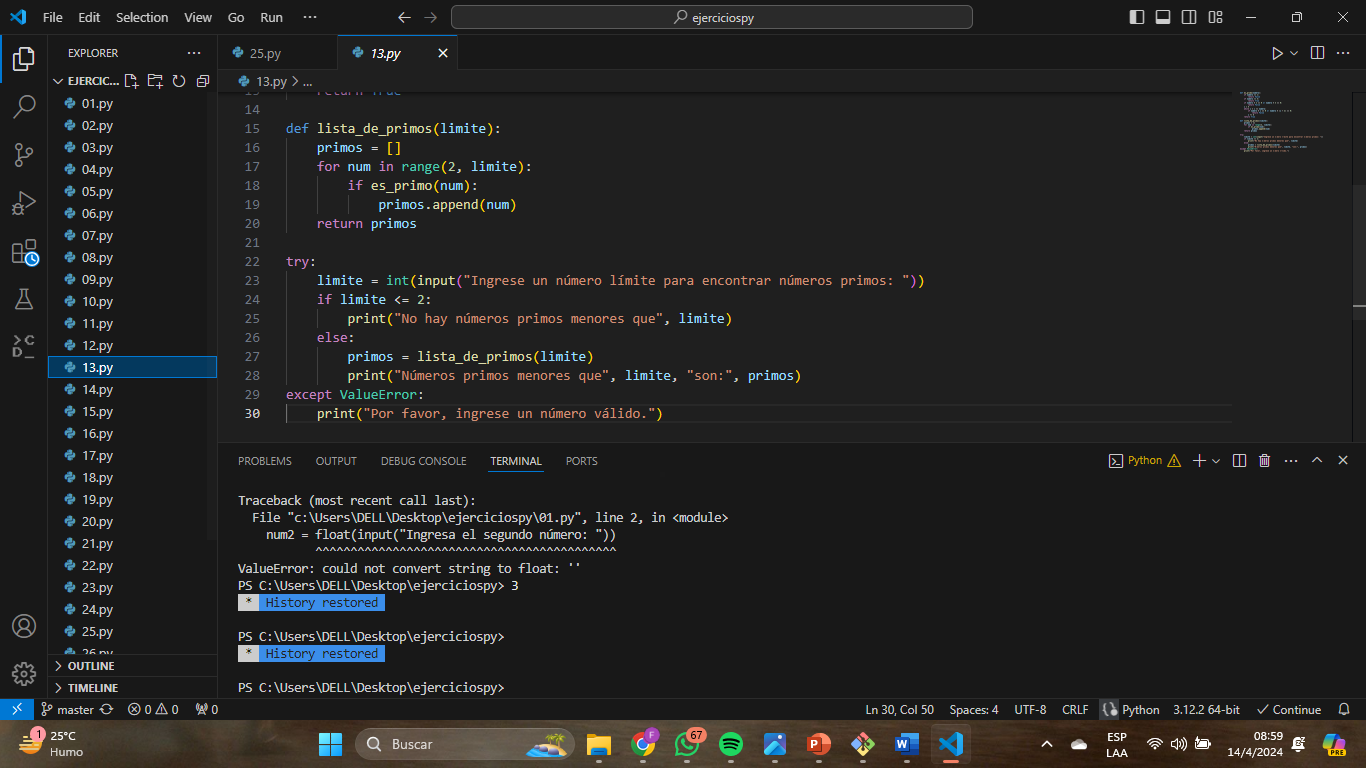 File Edit Selection View Go Run ··· ejerciciospy
EXPLORER ···
EJERCIC...
01.py
02.py
03.py
04.py
05.py
06.py
07.py
08.py
09.py
10.py
11.py
12.py
13.py
14.py
15.py
16.py
17.py
18.py
19.py
20.py
21.py
22.py
23.py
24.py
25.py
26.py
OUTLINE
TIMELINE
25.py 13.py
13.py > ...
13 return True
14
15 def lista_de_primos(limite):
16 primos = []
17 for num in range(2, limite):
18 if es_primo(num):
19 primos.append(num)
20 return primos
21
22 try:
23 limite = int(input("Ingrese un número límite para encontrar números primos: "))
24 if limite <= 2:
25 print("No hay números primos menores que", limite)
26 else:
27 primos = lista_de_primos(limite)
28 print("Números primos menores que", limite, "son:", primos)
29 except ValueError:
30 print("Por favor, ingrese un número válido.")
PROBLEMS OUTPUT DEBUG CONSOLE TERMINAL PORTS Python
Traceback (most recent call last):
File "c:\Users\DELL\Desktop\ejerciciospy\01.py", line 2, in <module>
num2 = float(input("Ingresa el segundo número: "))
^^^^^^^^^^^^^^^^^^^^^^^^^^^^^^^^^^^^^^^
ValueError: could not convert string to float: ''
PS C:\Users\DELL\Desktop\ejerciciospy> 3
* History restored
PS C:\Users\DELL\Desktop\ejerciciospy>
* History restored
PS C:\Users\DELL\Desktop\ejerciciospy>
master 0 0 0 Ln 30, Col 50 Spaces: 4 UTF-8 CRLF Python 3.12.2 64-bit Continue
1 25°C
Humo
Buscar
F
67
ESP
LAA
08:59
14/4/2024
PRE